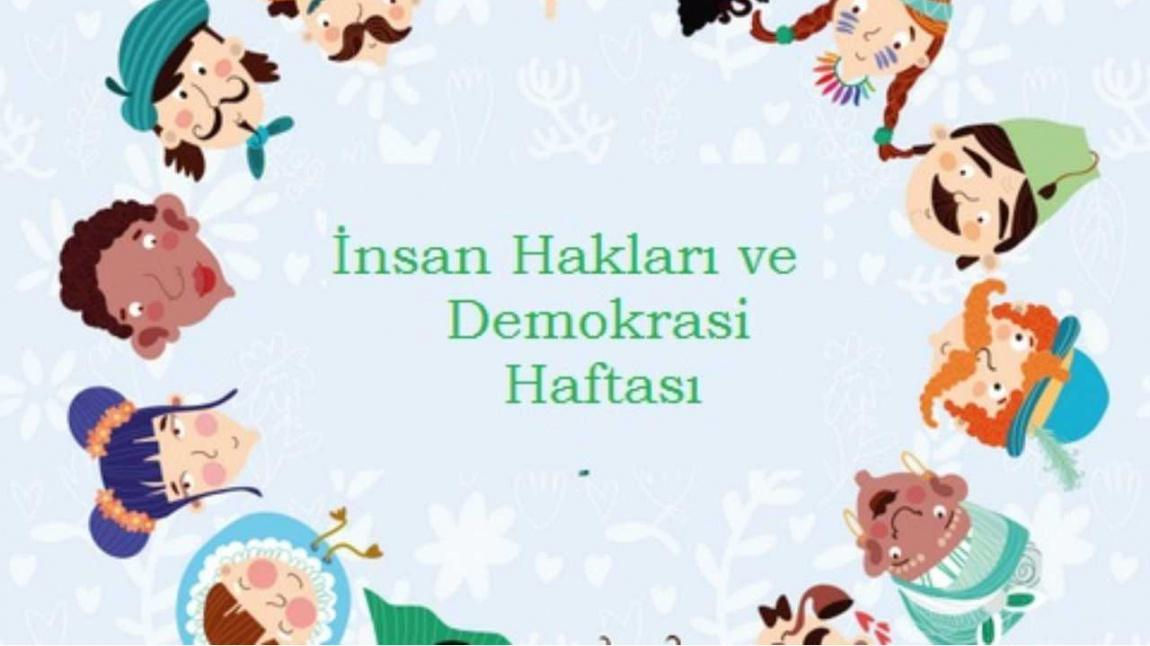 İnsan Hakları ve
Demokrasi
Haftası